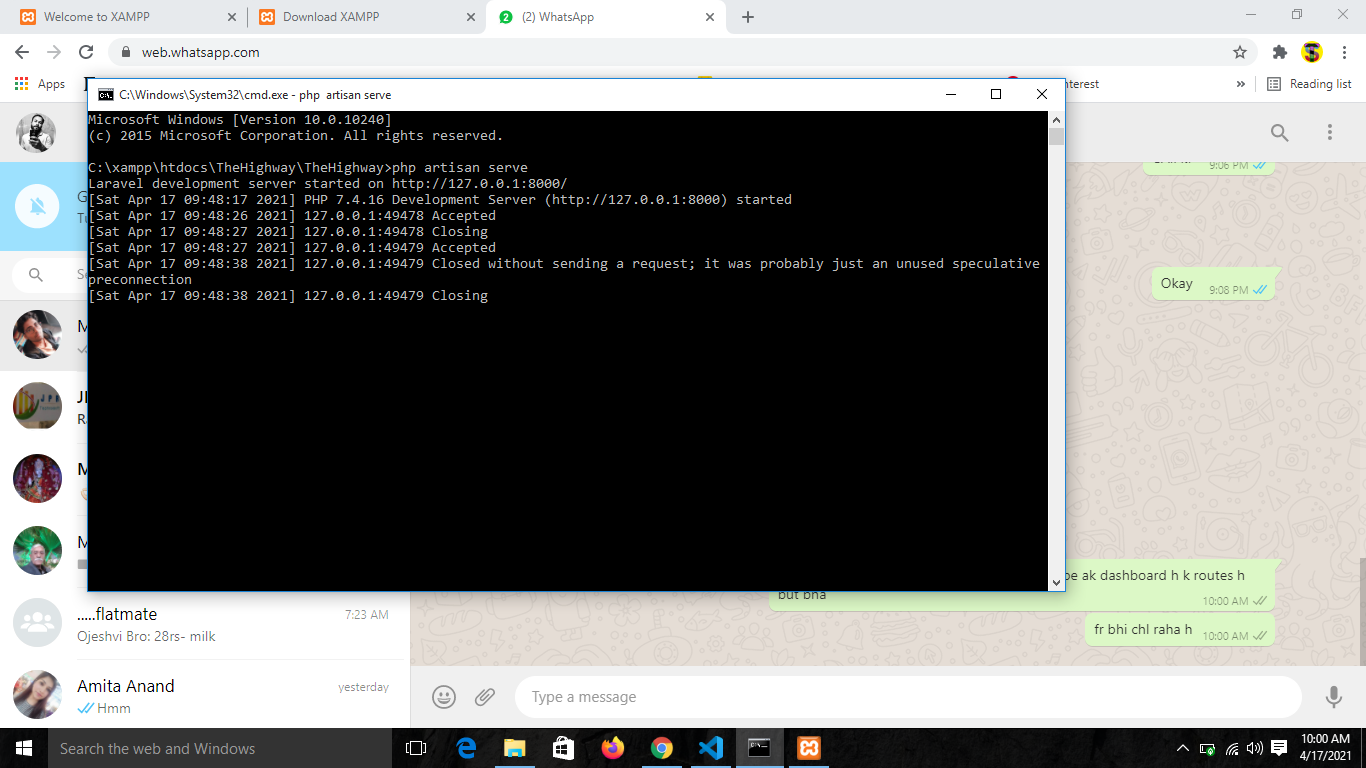 Welcome to XAMPP
Download XAMPP
2
(2) WhatsApp
web.whatsapp.com
Apps
nterest
Reading list
C:\Windows\System32\cmd.exe - php  artisan serve
Microsoft Windows [Version 10.0.10240]
(c) 2015 Microsoft Corporation. All rights reserved.
C:\xampp\htdocs\TheHighway\TheHighway>php artisan serve
Laravel development server started on http://127.0.0.1:8000/
[Sat Apr 17 09:48:17 2021] PHP 7.4.16 Development Server (http://127.0.0.1:8000) started
[Sat Apr 17 09:48:26 2021] 127.0.0.1:49478 Accepted
[Sat Apr 17 09:48:27 2021] 127.0.0.1:49478 Closing
[Sat Apr 17 09:48:27 2021] 127.0.0.1:49479 Accepted
[Sat Apr 17 09:48:38 2021] 127.0.0.1:49479 Closed without sending a request; it was probably just an unused speculative
preconnection
[Sat Apr 17 09:48:38 2021] 127.0.0.1:49479 Closing
9:06 PM
Okay
9:08 PM
be ak dashboard h k routes h
but bna
10:00 AM
fr bhi chl raha h
10:00 AM
.....flatmate
7:23 AM
Ojeshvi Bro: 28rs- milk
Amita Anand
yesterday
Hmm
Type a message
Search the web and Windows
10:00 AM
4/17/2021